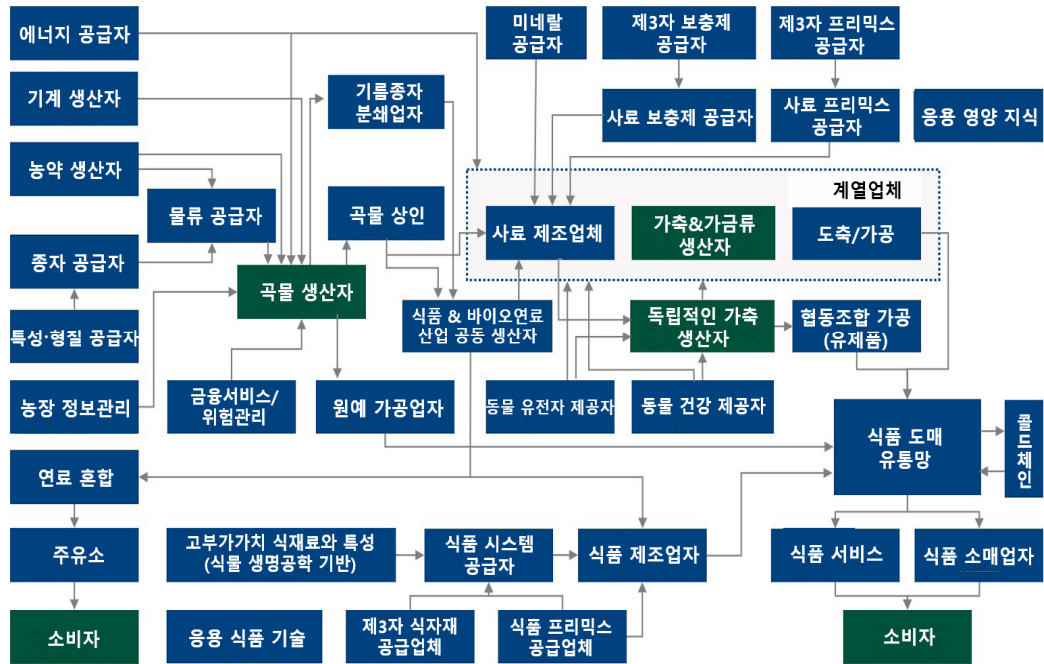 에너지 공급자
미네랄
공급자
제3자 보충제
공급자
제3자 프리믹스
공급자
기계 생산자
기름종자
분쇄업자
사료 보충제 공급자
사료 프리믹스
공급자
응용 영양 지식
농약 생산자
계열업체
물류 공급자
곡물 상인
사료 제조업체
가축&가금류
생산자
도축/가공
종자 공급자
곡물 생산자
특성·형질 공급자
식품 & 바이오연료
산업 공동 생산자
독립적인 가축
생산자
협동조합 가공
(유제품)
농장 정보관리
금융서비스/
위험관리
원예 가공업자
동물 유전자 제공자
동물 건강 제공자
식품 도매
유통망
콜드체인
연료 혼합
주유소
고부가가치 식재료와 특성
(식물 생명공학 기반)
식품 시스템
공급자
식품 제조업자
식품 서비스
식품 소매업자
소비자
응용 식품 기술
제3자 식자재
공급업체
식품 프리믹스
공급업체
소비자